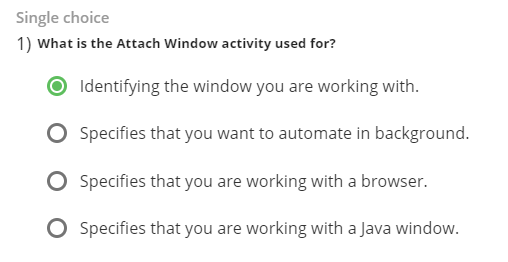 Single choice
1) What is the Attach Window activity used for?
Identifying the window you are working with.
Specifies that you want to automate in background.
Specifies that you are working with a browser.
Specifies that you are working with a Java window.